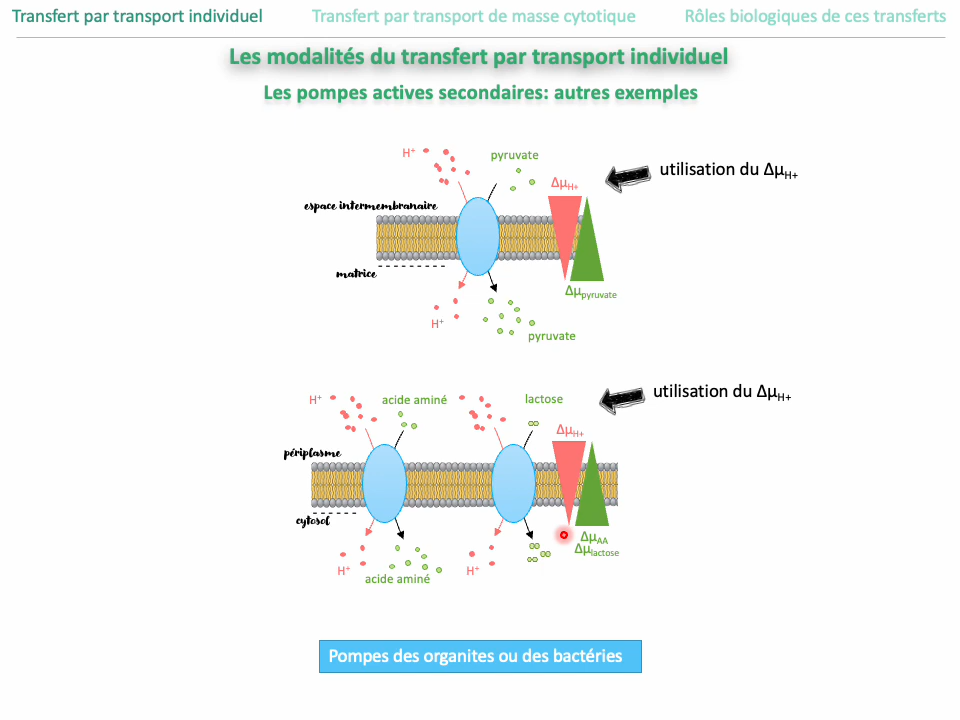 Transfert par transport individuel
Transfert par transport de masse cytotique
Rôles biologiques de ces transferts
Les modalités du transfert par transport individuel
Les pompes actives secondaires: autres exemples
H⁺
pyruvate
utilisation du ΔμH+
ΔμH+
espace intermembranaire
matrice
Δμpyruvate
H⁺
pyruvate
H⁺
acide aminé
lactose
utilisation du ΔμH+
ΔμH+
périplasme
cytosol
ΔμAA
Δμlactose
H⁺
acide aminé
H⁺
Pompes des organites ou des bactéries